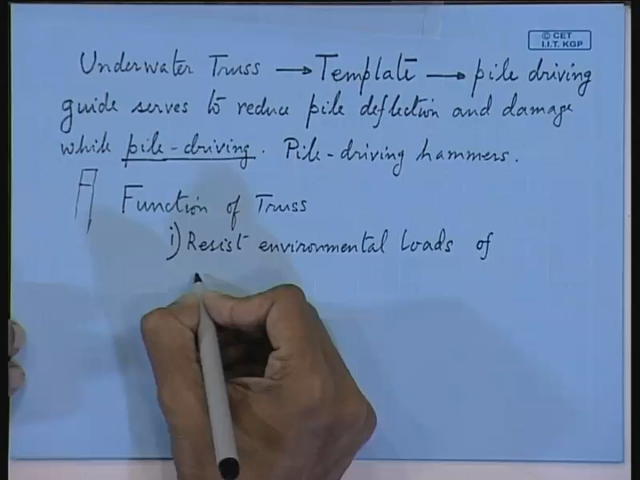 © CET
I.I.T. KGP
Underwater Truss → Template → pile driving
guide serves to reduce pile deflection and damage
while pile-driving. Pile-driving hammers.
Function of Truss
i) Resist environmental Loads of